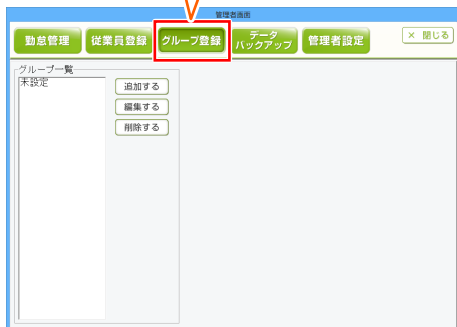 管理者画面
勤怠管理
従業員登録
グループ登録
データ
バックアップ
管理者設定
× 閉じる
グループ一覧
未設定
追加する
編集する
削除する